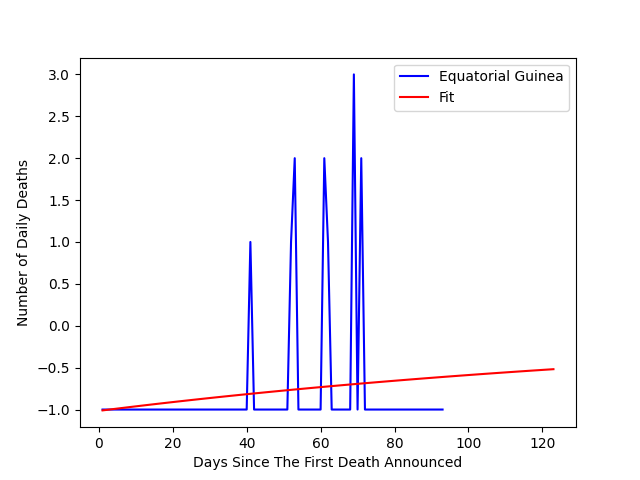 Equatorial Guinea
Fit
3.0
2.5
2.0
1.5
1.0
0.5
0.0
−0.5
−1.0
Number of Daily Deaths
0 20 40 60 80 100 120
Days Since The First Death Announced